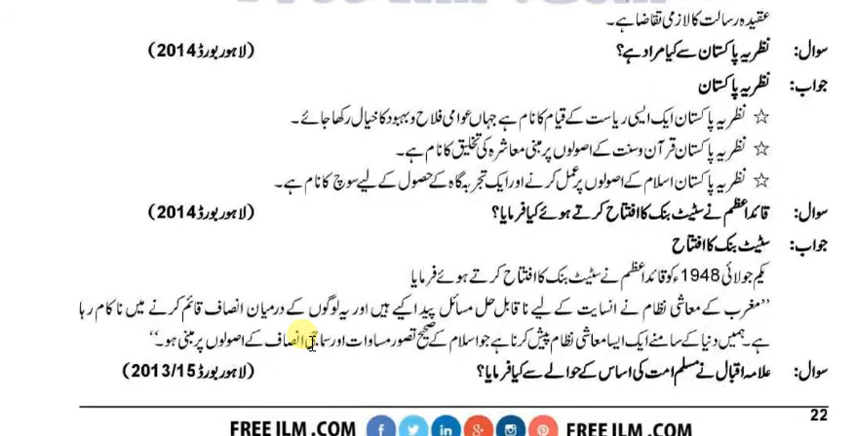 عقیدہ رسالت کا لازمی تقاضا ہے۔
سوال: نظریہ پاکستان سے کیا مراد ہے؟ (لاہور بورڈ 2014)
جواب: نظریہ پاکستان
☆ نظریہ پاکستان ایک ایسی ریاست کے قیام کا نام ہے جہاں عوامی فلاح و بہبود کا خیال رکھا جائے۔
☆ نظریہ پاکستان قرآن و سنت کے اصولوں پر مبنی معاشرہ کی تخلیق کا نام ہے۔
☆ نظریہ پاکستان اسلام کے اصولوں پر عمل کرنے اور ایک تجربہ گاہ کے حصول کے لیے سوچ کا نام ہے۔
سوال: قائداعظم نے سٹیٹ بنک کا افتتاح کرتے ہوئے کیا فرمایا؟ (لاہور بورڈ 2014)
جواب: سٹیٹ بنک کا افتتاح
یکم جولائی 1948ء کو قائداعظم نے سٹیٹ بنک کا افتتاح کرتے ہوئے فرمایا
’’مغرب کے معاشی نظام نے انسانیت کے لیے ناقابل حل مسائل پیدا کیے ہیں اور یہ لوگوں کے درمیان انصاف قائم کرنے میں ناکام رہا
ہے۔ ہمیں دنیا کے سامنے ایک ایسا معاشی نظام پیش کرنا ہے جو اسلام کے صحیح تصور مساوات اور سماجی انصاف کے اصولوں پر مبنی ہو۔‘‘
سوال: علامہ اقبال نے مسلم امت کی اساس کے حوالے سے کیا فرمایا؟ (لاہور بورڈ 2013/15)
22
FREE ILM .COM FREE ILM .COM